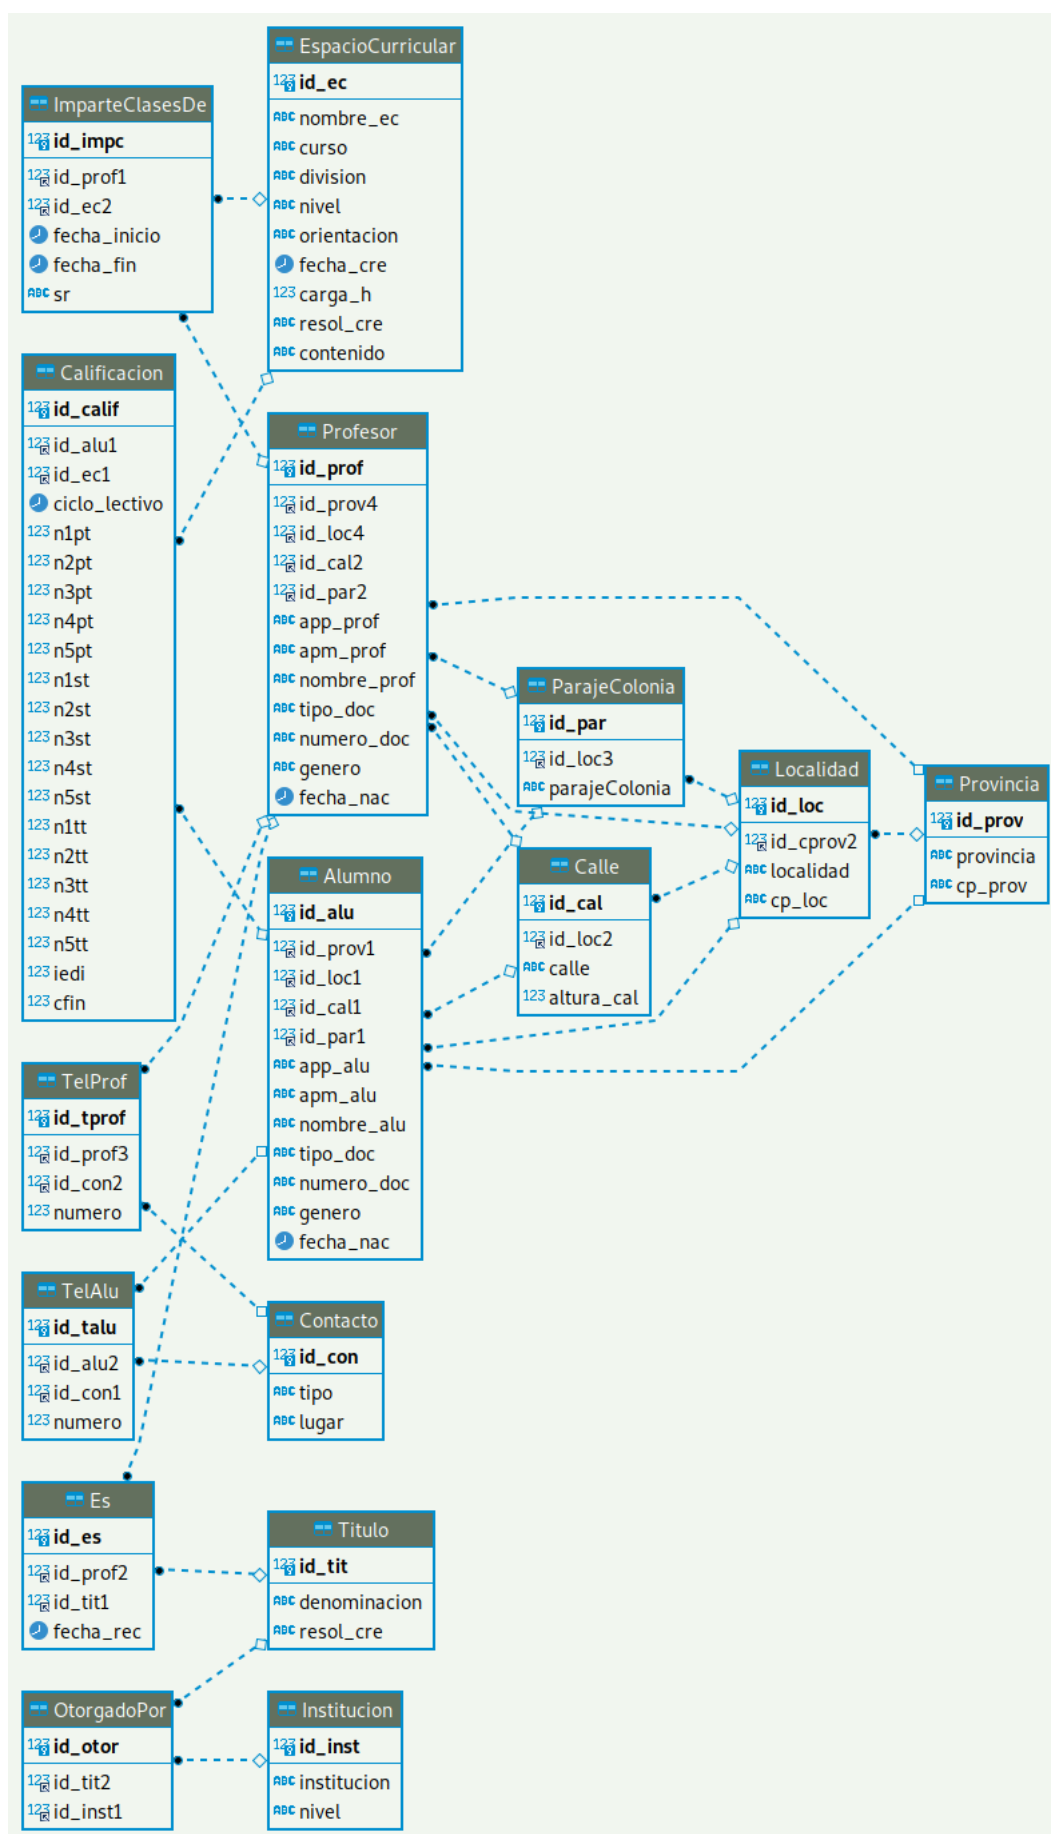 EspacioCurricular
id_ec
nombre_ec
curso
division
nivel
orientacion
fecha_cre
carga_h
resol_cre
contenido
ImparteClasesDe
id_impc
id_prof1
id_ec2
fecha_inicio
fecha_fin
sr
Calificacion
id_calif
id_alu1
id_ec1
ciclo_lectivo
n1pt
n2pt
n3pt
n4pt
n5pt
n1st
n2st
n3st
n4st
n5st
n1tt
n2tt
n3tt
n4tt
n5tt
iedi
cfin
Profesor
id_prof
id_prov4
id_loc4
id_cal2
id_par2
app_prof
apm_prof
nombre_prof
tipo_doc
numero_doc
genero
fecha_nac
ParajeColonia
id_par
id_loc3
parajeColonia
Localidad
id_loc
id_cprov2
localidad
cp_loc
Provincia
id_prov
provincia
cp_prov
Calle
id_cal
id_loc2
calle
altura_cal
Alumno
id_alu
id_prov1
id_loc1
id_cal1
id_par1
app_alu
apm_alu
nombre_alu
tipo_doc
numero_doc
genero
fecha_nac
TelProf
id_tprof
id_prof3
id_con2
numero
TelAlu
id_talu
id_alu2
id_con1
numero
Contacto
id_con
tipo
lugar
Es
id_es
id_prof2
id_tit1
fecha_rec
Titulo
id_tit
denominacion
resol_cre
OtorgadoPor
id_otor
id_tit2
id_inst1
Institucion
id_inst
institucion
nivel